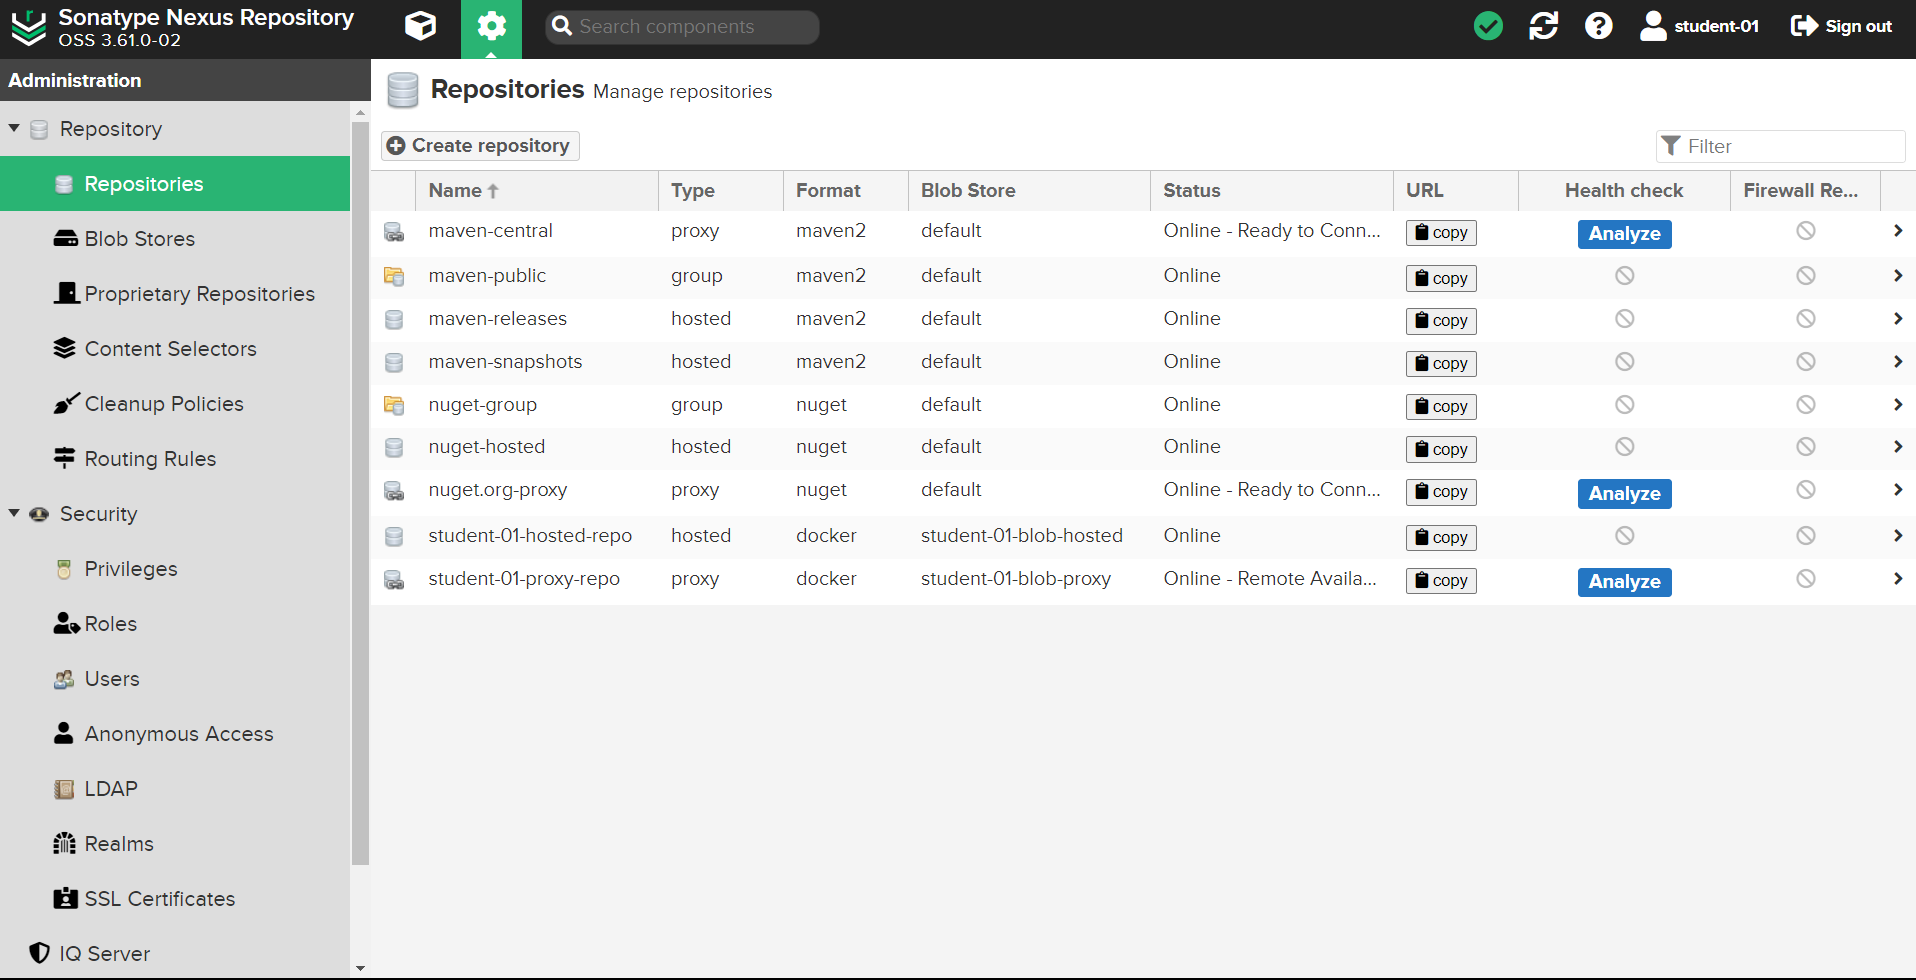 Sonatype Nexus Repository
OSS 3.61.0-02
Search components
student-01
Sign out
Administration
Repository
Repositories
Blob Stores
Proprietary Repositories
Content Selectors
Cleanup Policies
Routing Rules
Security
Privileges
Roles
Users
Anonymous Access
LDAP
Realms
SSL Certificates
IQ Server
Repositories Manage repositories
Create repository
Filter
Name Type Format Blob Store Status URL Health check Firewall Re...
maven-central proxy maven2 default Online - Ready to Conn... copy Analyze
maven-public group maven2 default Online copy
maven-releases hosted maven2 default Online copy
maven-snapshots hosted maven2 default Online copy
nuget-group group nuget default Online copy
nuget-hosted hosted nuget default Online copy
nuget.org-proxy proxy nuget default Online - Ready to Conn... copy Analyze
student-01-hosted-repo hosted docker student-01-blob-hosted Online copy
student-01-proxy-repo proxy docker student-01-blob-proxy Online - Remote Availa... copy Analyze